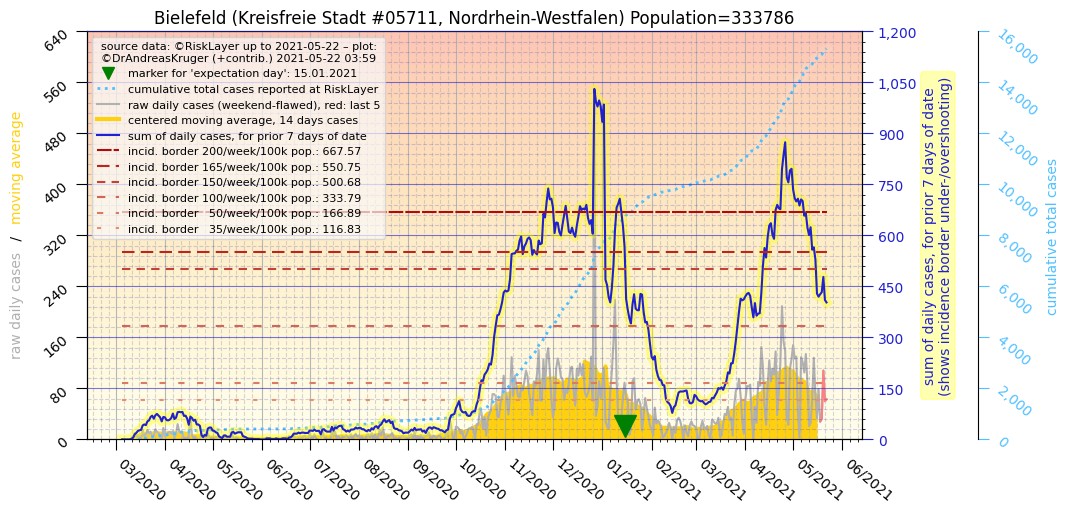 Bielefeld (Kreisfreie Stadt #05711, Nordrhein-Westfalen) Population=333786
source data: ©RiskLayer up to 2021-05-22 – plot:
©DrAndreasKruger (+contrib.) 2021-05-22 03:59
marker for 'expectation day': 15.01.2021
cumulative total cases reported at RiskLayer
raw daily cases (weekend-flawed), red: last 5
centered moving average, 14 days cases
sum of daily cases, for prior 7 days of date
incid. border 200/week/100k pop.: 667.57
incid. border 165/week/100k pop.: 550.75
incid. border 150/week/100k pop.: 500.68
incid. border 100/week/100k pop.: 333.79
incid. border   50/week/100k pop.: 166.89
incid. border   35/week/100k pop.: 116.83
raw daily cases / moving average
640
560
480
400
320
240
160
80
0
03/2020
04/2020
05/2020
06/2020
07/2020
08/2020
09/2020
10/2020
11/2020
12/2020
01/2021
02/2021
03/2021
04/2021
05/2021
06/2021
1,200
1,050
900
750
600
450
300
150
0
sum of daily cases, for prior 7 days of date
(shows incidence border under-/overshooting)
16,000
14,000
12,000
10,000
8,000
6,000
4,000
2,000
0
cumulative total cases